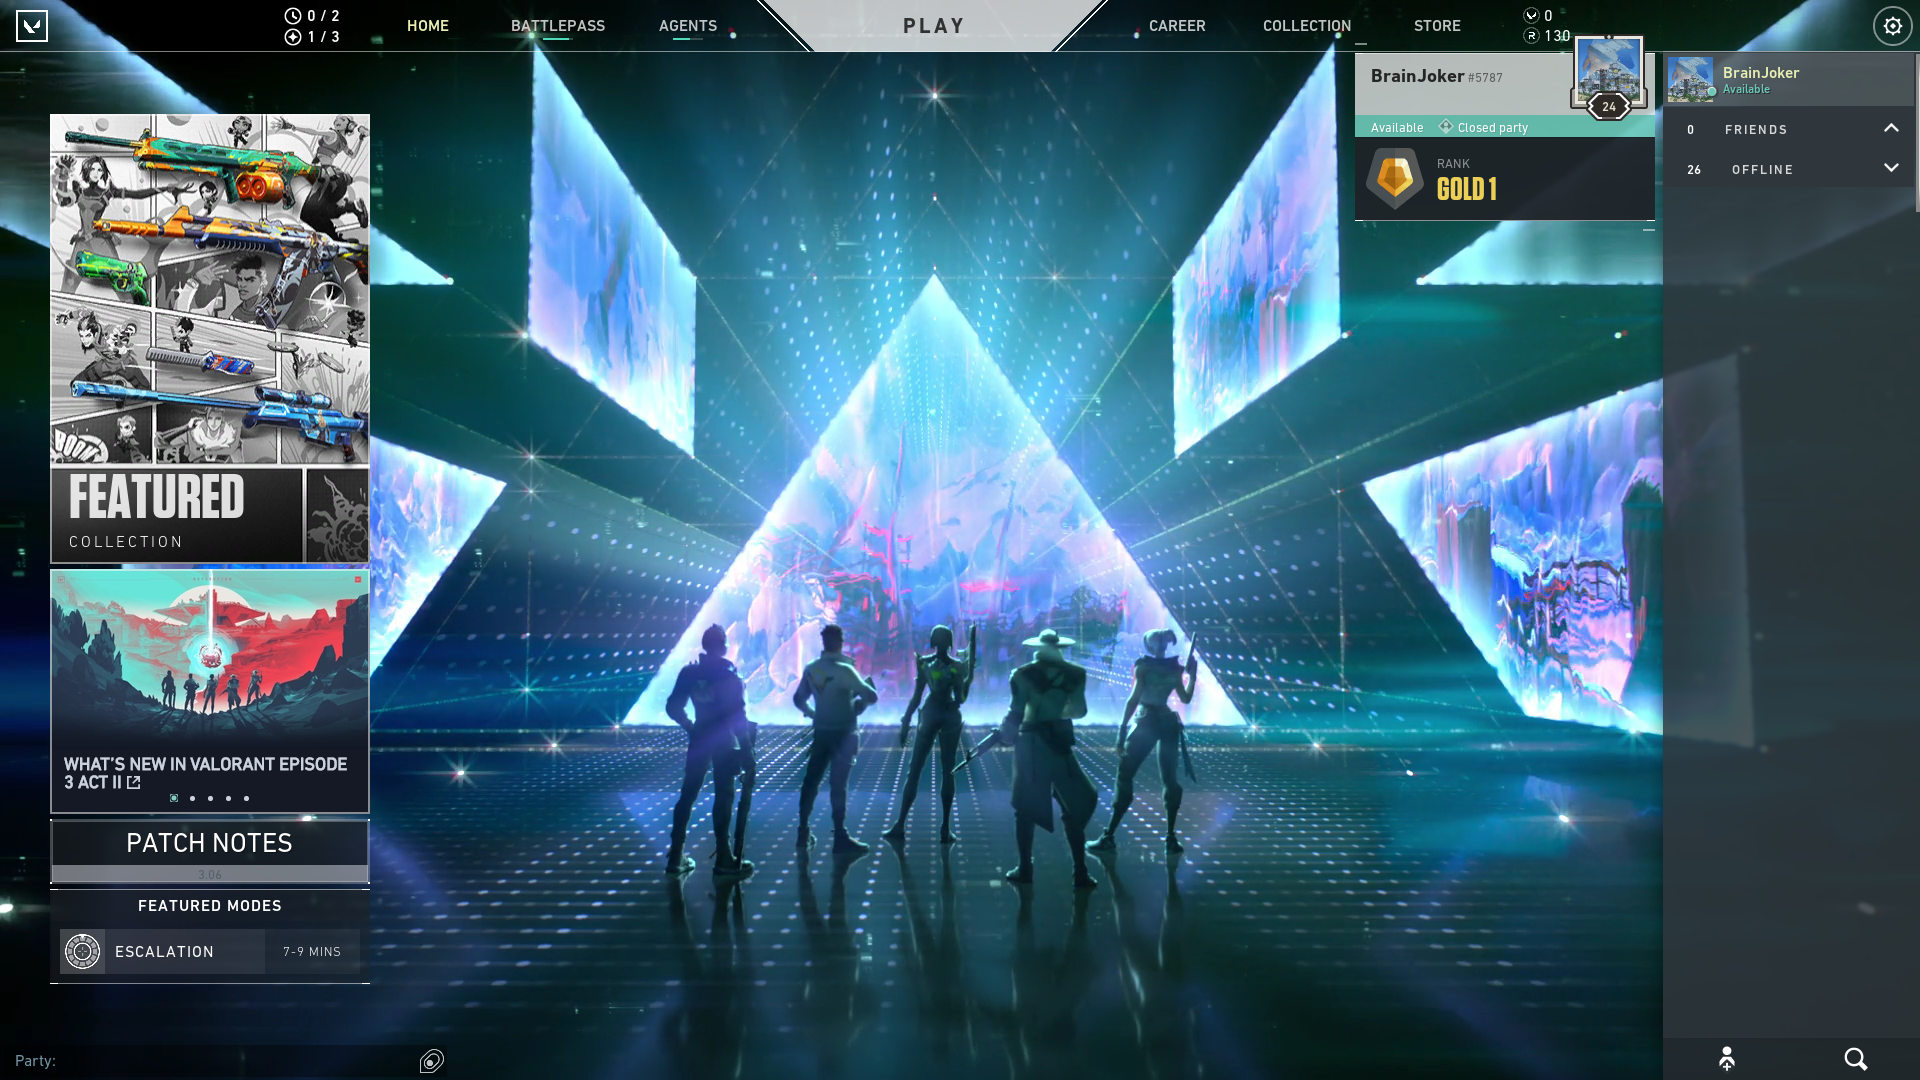 0 / 2
1 / 3
HOME
BATTLEPASS
AGENTS
PLAY
CAREER
COLLECTION
STORE
0
130
BrainJoker #5787
24
Available
Closed party
RANK
GOLD 1
BrainJoker
Available
0 FRIENDS
26 OFFLINE
BOOM
FEATURED
COLLECTION
WHAT'S NEW IN VALORANT EPISODE
3 ACT II
PATCH NOTES
3.06
FEATURED MODES
ESCALATION
7-9 MINS
Party: